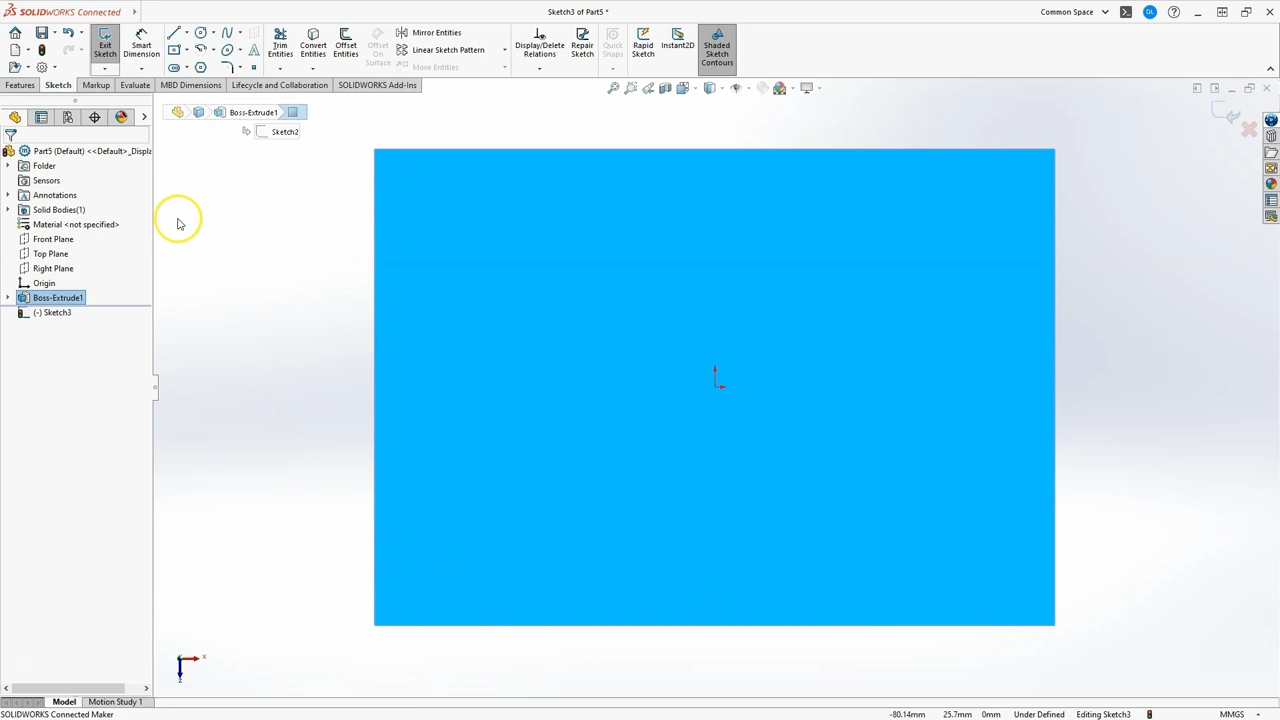 SOLIDWORKS CONNECTED
Sketch3 of Part5 *
Common Space
DL
Exit Sketch
Smart Dimension
Trim Entities
Convert Entities
Offset Entities
Offset On Surface
Mirror Entities
Linear Sketch Pattern
Move Entities
Display/Delete Relations
Repair Sketch
Quick Snaps
Rapid Sketch
Instant2D
Shaded Sketch Contours
Features
Sketch
Markup
Evaluate
MBD Dimensions
Lifecycle and Collaboration
SOLIDWORKS Add-Ins
Boss-Extrude1
Sketch2
Part5 (Default) <<Default>_Displa
Folder
Sensors
Annotations
Solid Bodies(1)
Material <not specified>
Front Plane
Top Plane
Right Plane
Origin
Boss-Extrude1
(-) Sketch3
x
z
Model
Motion Study 1
SOLIDWORKS Connected Maker
-80.14mm 25.7mm 0mm Under Defined Editing Sketch3 MMGS